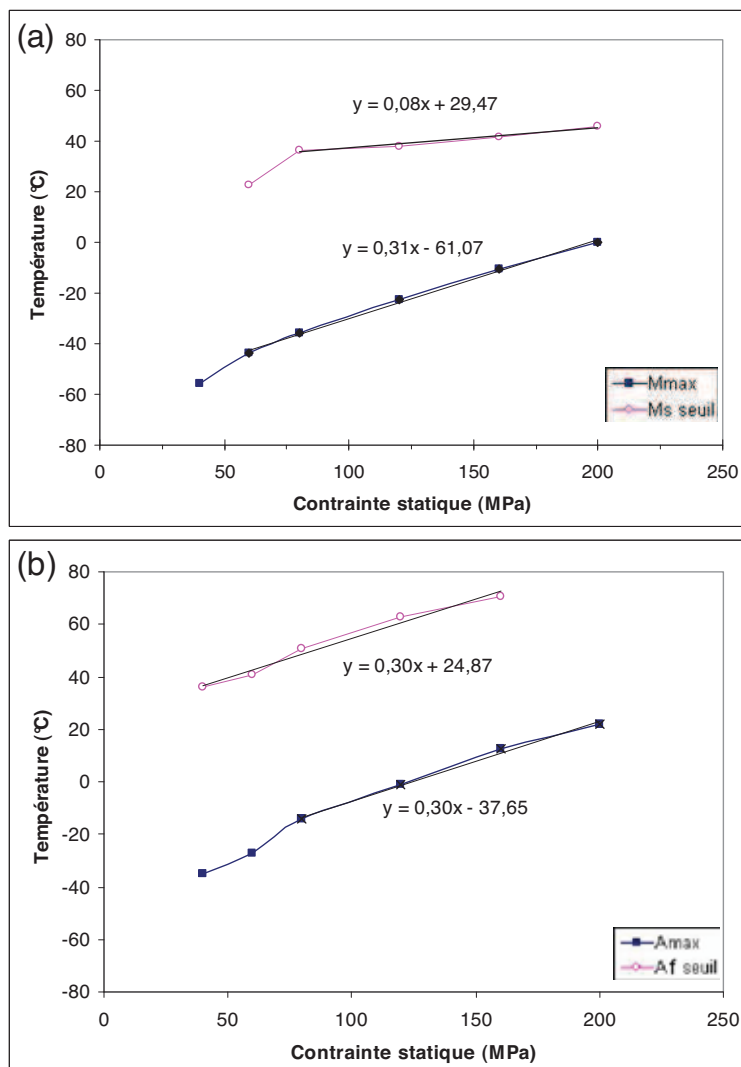 (a)
80
60
40
20
0
-20
-40
-60
-80
Température (°C)
y = 0,08x + 29,47
y = 0,31x - 61,07
Mmax
Ms seuil
0 50 100 150 200 250
Contrainte statique (MPa)
(b)
80
60
40
20
0
-20
-40
-60
-80
Température (°C)
y = 0,30x + 24,87
y = 0,30x - 37,65
Amax
Af seuil
0 50 100 150 200 250
Contrainte statique (MPa)